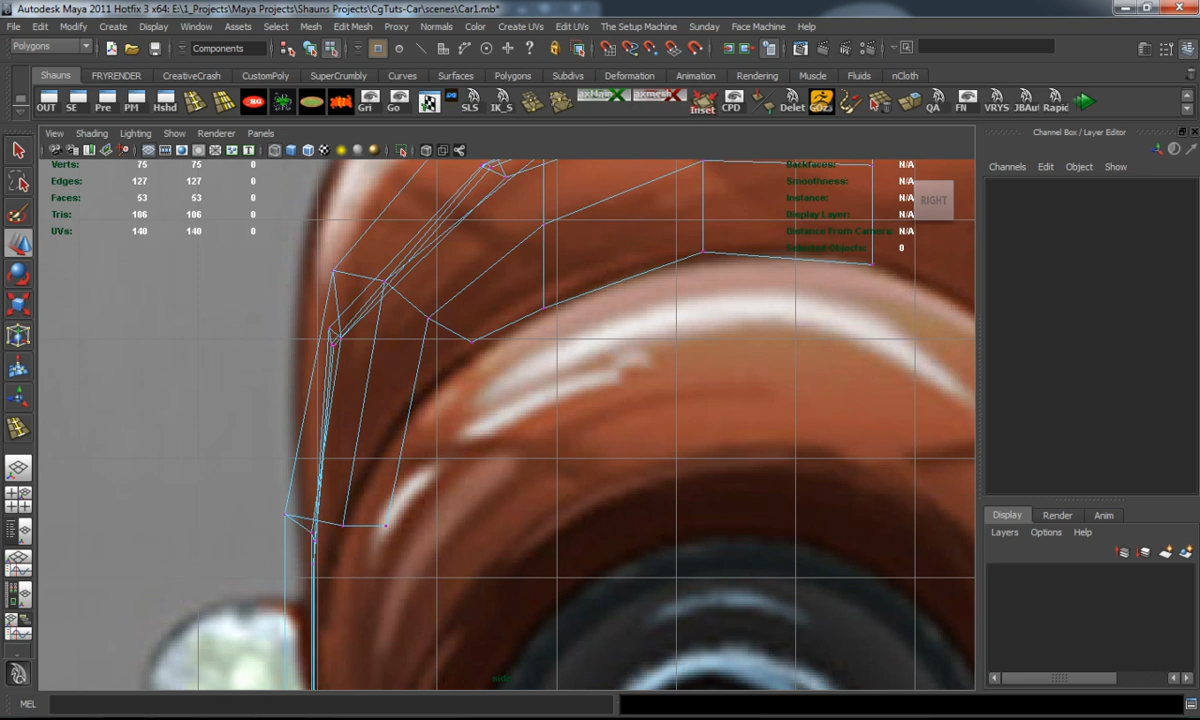 Autodesk Maya 2011 Hotfix 3 x64: E:\1_Projects\Maya Projects\Shauns Projects\CgTuts-Car\scenes\Car1.mb*
File Edit Modify Create Display Window Assets Select Mesh Edit Mesh Proxy Normals Color Create UVs Edit UVs The Setup Machine Sunday Face Machine Help
Polygons Components
Shauns FRYRENDER CreativeCrash CustomPoly SuperCrumbly Curves Surfaces Polygons Subdivs Deformation Animation Rendering Muscle Fluids nCloth
OUT SE Pre PM Hshd Gri Go SLS IK_S Inset CPD Delet GOz3 QA FN VRYS JBAut Rapid
View Shading Lighting Show Renderer Panels
Channel Box / Layer Editor
Channels Edit Object Show
Verts: 75 75 0
Edges: 127 127 0
Faces: 53 53 0
Tris: 106 106 0
UVs: 140 140 0
Backfaces: N/A
Smoothness: N/A
Instance: N/A
Display Layer: N/A
Distance From Camera: N/A
Selected Objects: 0
RIGHT
side
Display Render Anim
Layers Options Help
MEL